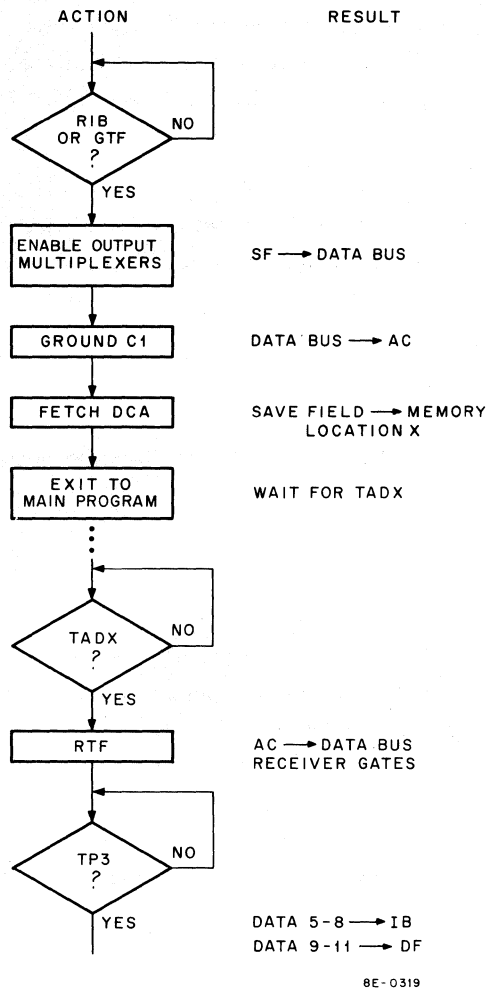 ACTION RESULT
RIB
OR GTF
?
NO
YES
ENABLE OUTPUT
MULTIPLEXERS
SF → DATA BUS
GROUND C1
DATA BUS → AC
FETCH DCA
SAVE FIELD → MEMORY
LOCATION X
EXIT TO
MAIN PROGRAM
WAIT FOR TADX
TADX
?
NO
YES
RTF
AC → DATA BUS
RECEIVER GATES
TP3
?
NO
YES
DATA 5-8 → IB
DATA 9-11 → DF
8E-0319